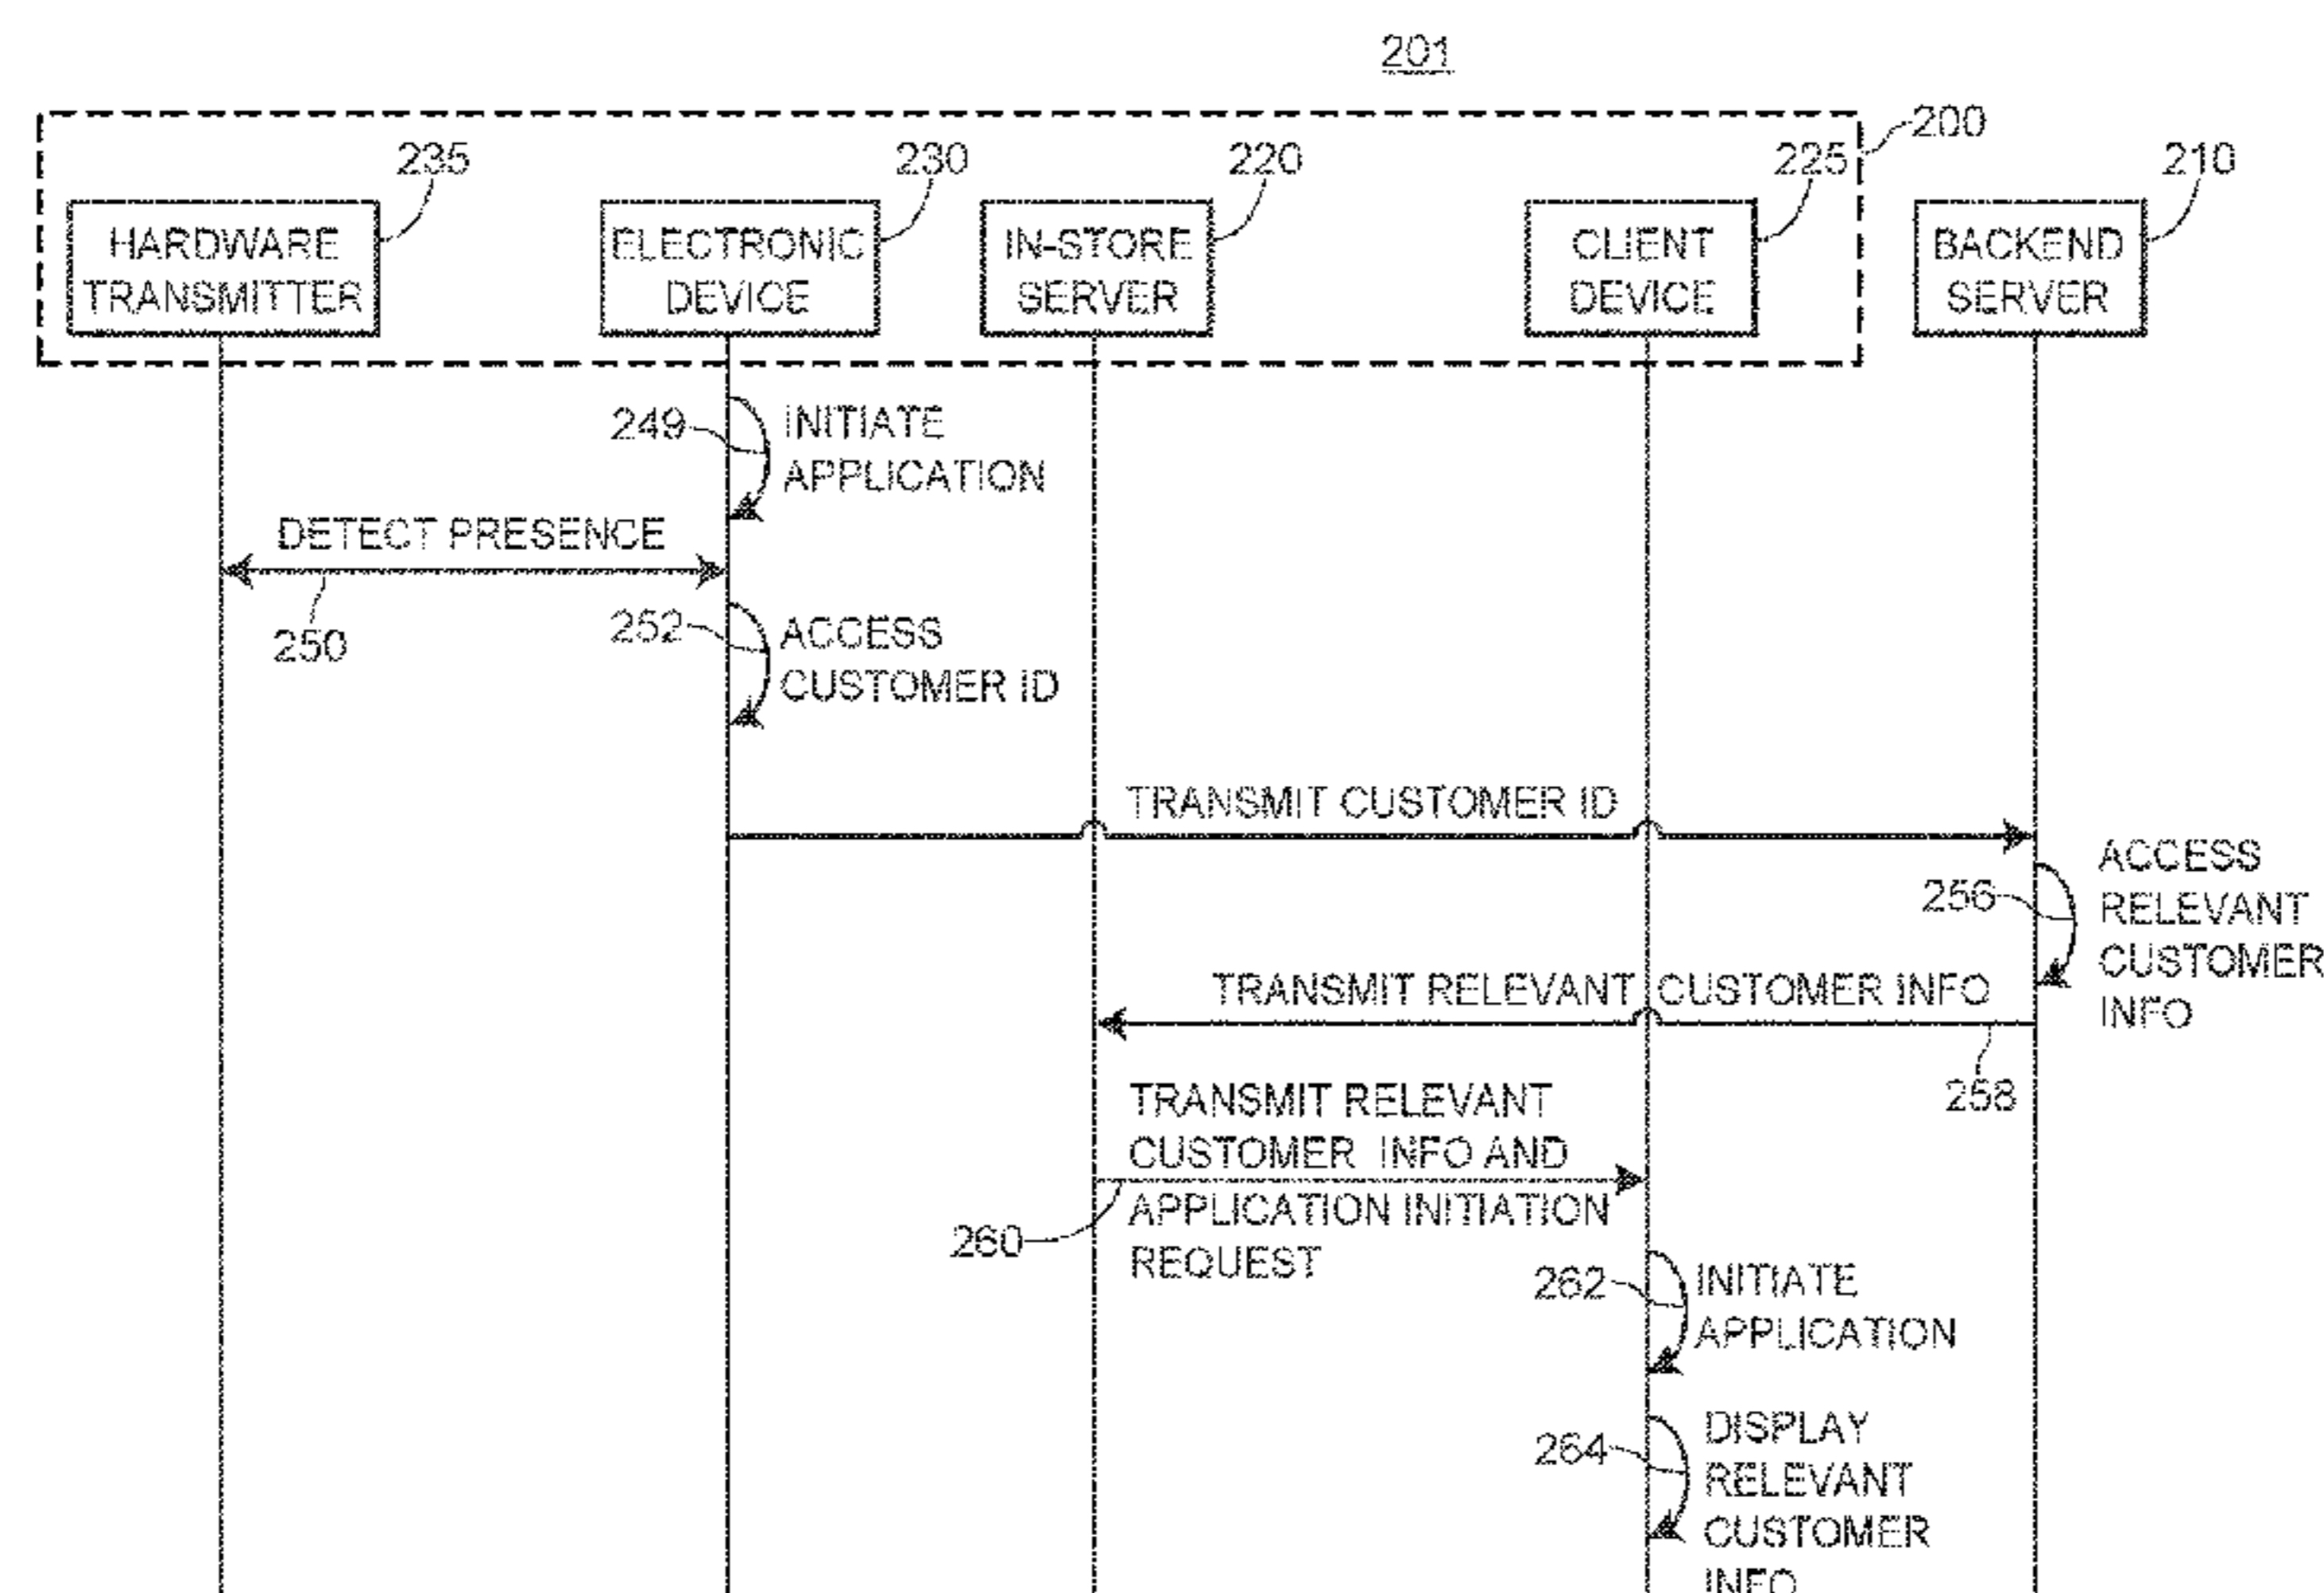 201
200
235
230
220
225
210
HARDWARE
TRANSMITTER
ELECTRONIC
DEVICE
IN-STORE
SERVER
CLIENT
DEVICE
BACKEND
SERVER
249
INITIATE
APPLICATION
DETECT PRESENCE
250
252
ACCESS
CUSTOMER ID
TRANSMIT CUSTOMER ID
256
ACCESS
RELEVANT
CUSTOMER
INFO
TRANSMIT RELEVANT CUSTOMER INFO
258
TRANSMIT RELEVANT
CUSTOMER INFO AND
APPLICATION INITIATION
REQUEST
260
262
INITIATE
APPLICATION
264
DISPLAY
RELEVANT
CUSTOMER
INFO